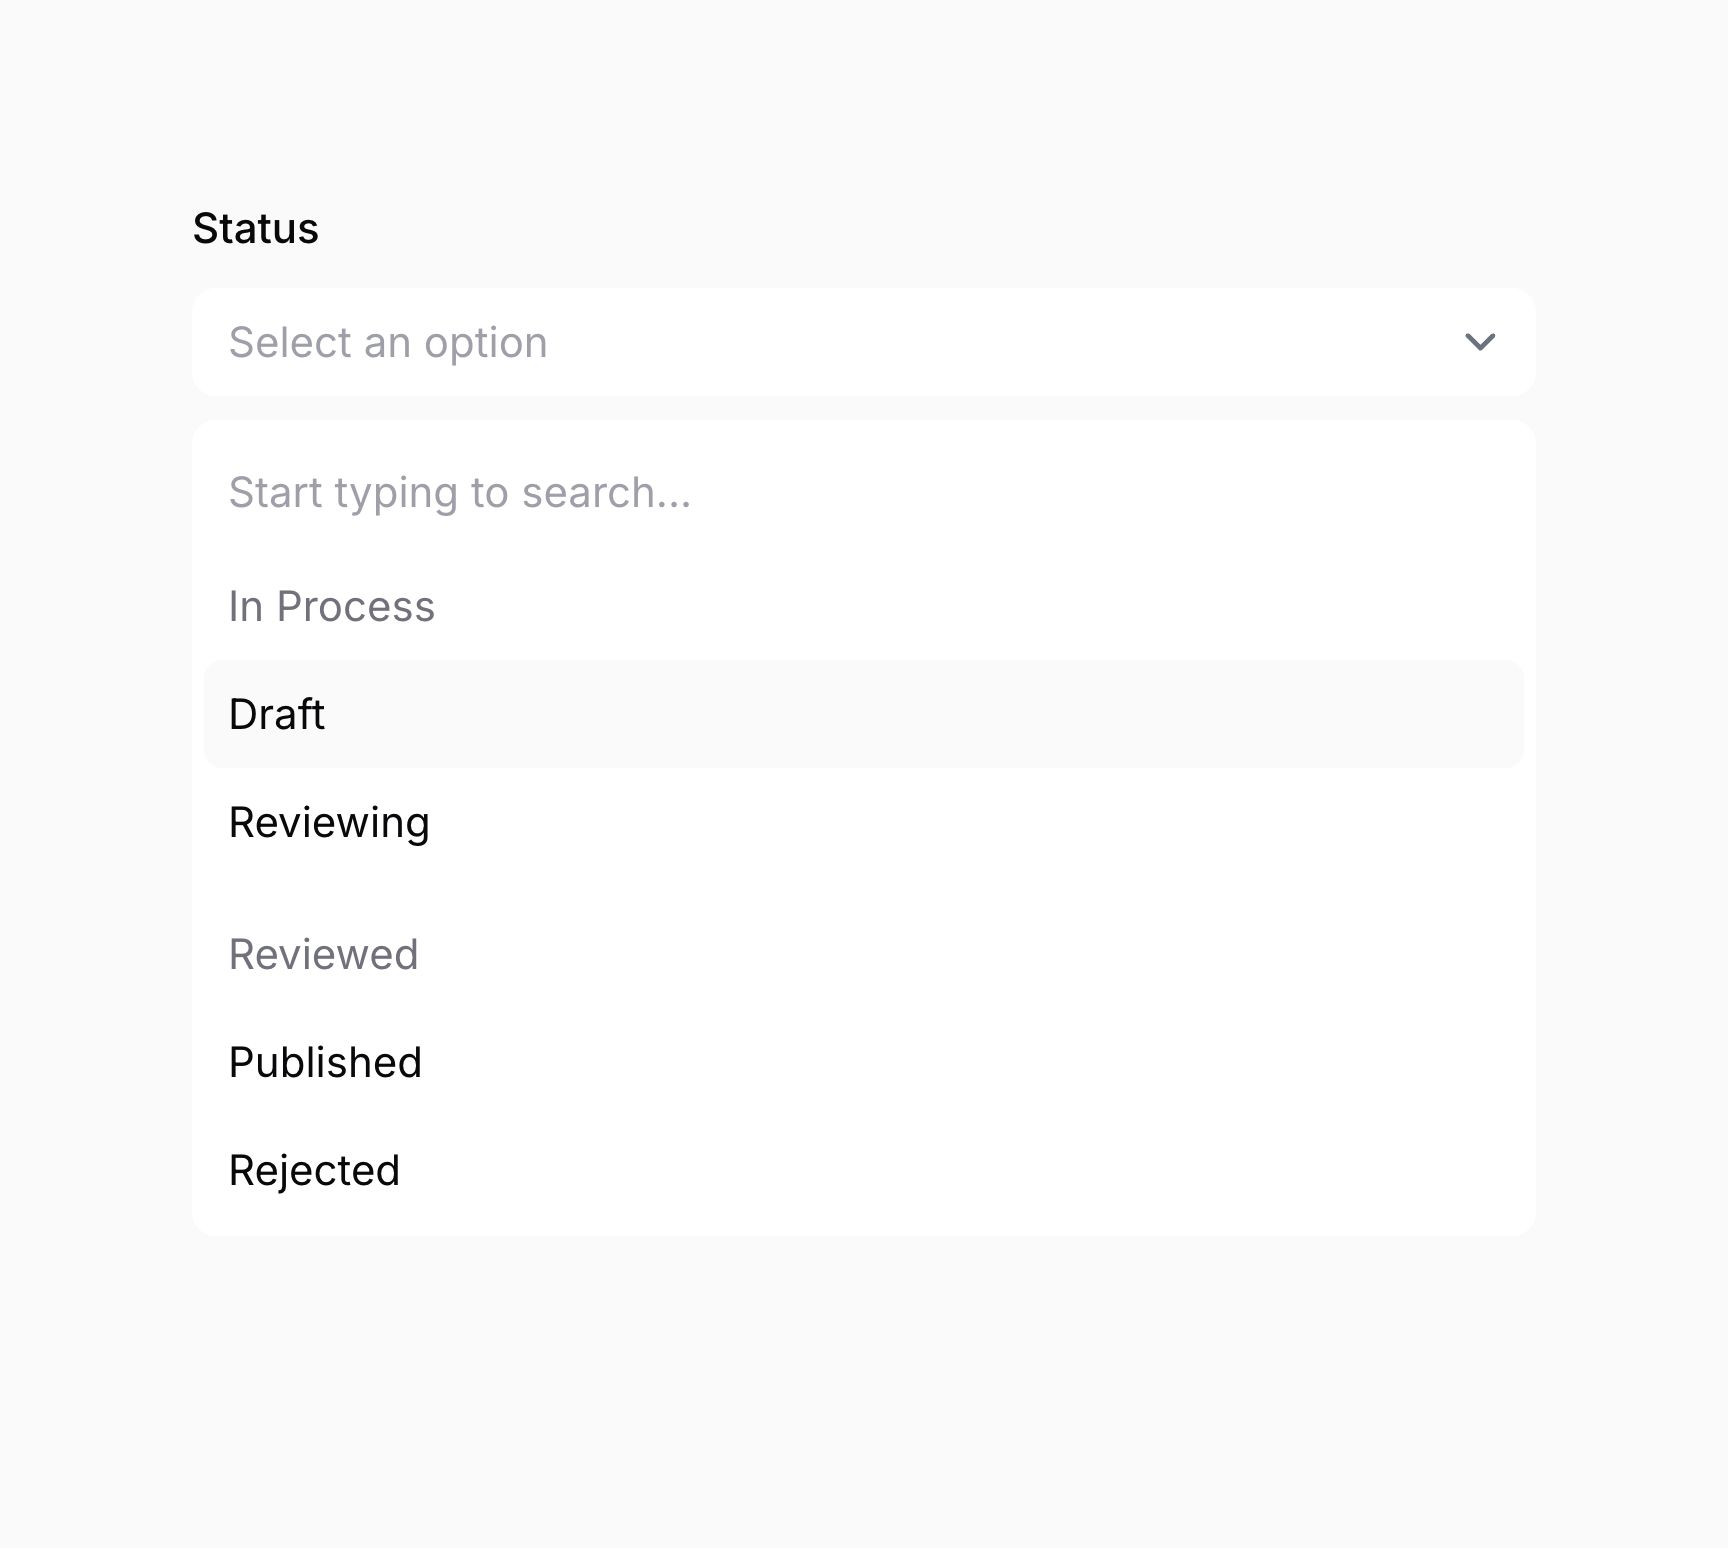 Status
Select an option
Start typing to search...
In Process
Draft
Reviewing
Reviewed
Published
Rejected